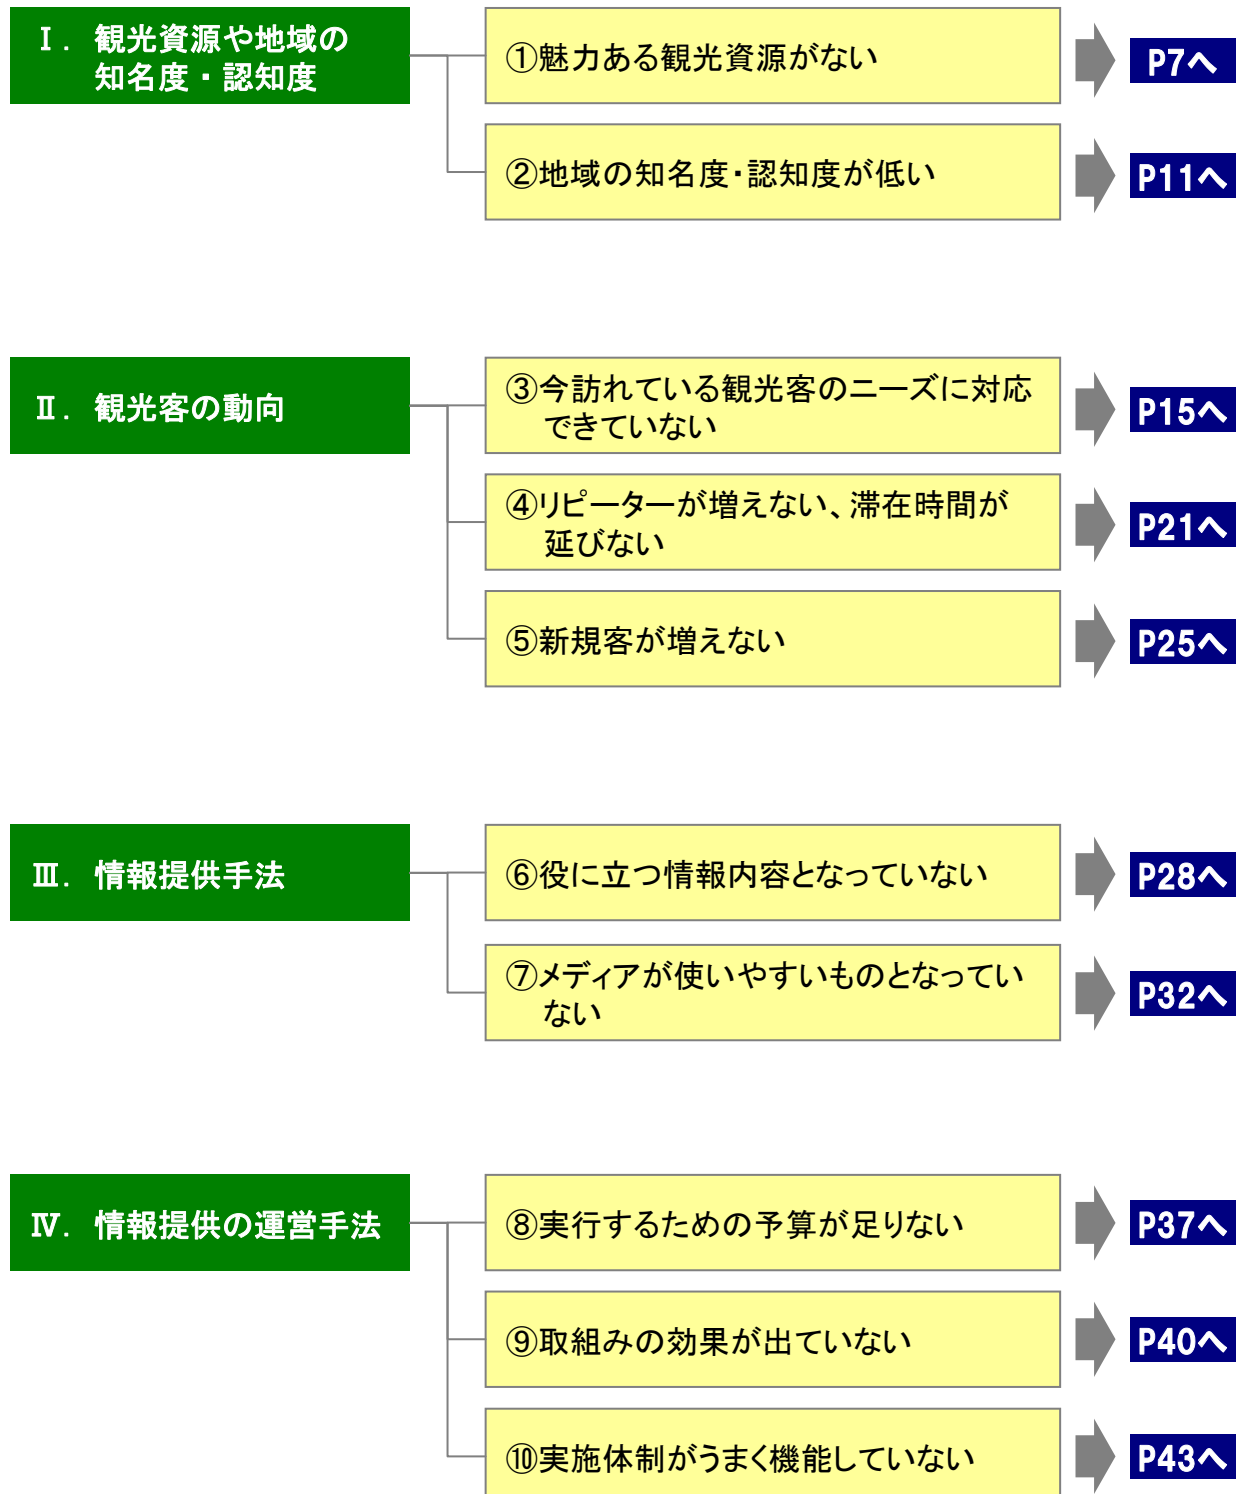 Ⅰ．観光資源や地域の
知名度・認知度
①魅力ある観光資源がない
P7へ
②地域の知名度・認知度が低い
P11へ
Ⅱ．観光客の動向
③今訪れている観光客のニーズに対応
できていない
P15へ
④リピーターが増えない、滞在時間が
延びない
P21へ
⑤新規客が増えない
P25へ
Ⅲ．情報提供手法
⑥役に立つ情報内容となっていない
P28へ
⑦メディアが使いやすいものとなってい
ない
P32へ
Ⅳ．情報提供の運営手法
⑧実行するための予算が足りない
P37へ
⑨取組みの効果が出ていない
P40へ
⑩実施体制がうまく機能していない
P43へ